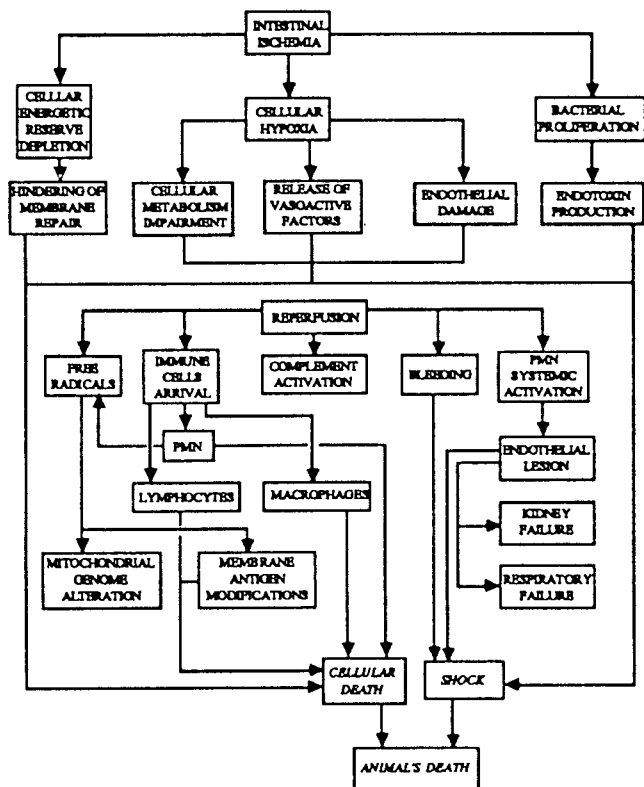 INTESTINAL
ISCHEMIA
CELLLAR
ENERGETIC
RESERVE
DEPLETION
CELLULAR
HYPOXIA
BACTERIAL
PROLIFERATION
HINDERING OF
MEMBRANE
REPAIR
CELLULAR
METABOLISM
IMPAIRMENT
RELEASE OF
VASOACTIVE
FACTORS
ENDOTHELIAL
DAMAGE
ENDOTOXIN
PRODUCTION
REPERFUSION
FREE
RADICALS
IMMUNE
CELLS
ARRIVAL
COMPLEMENT
ACTIVATION
BLEEDING
PMN
SYSTEMIC
ACTIVATION
PMN
ENDOTHELIAL
LESION
LYMPHOCYTES
MACROPHAGES
KIDNEY
FAILURE
MITOCHONDRIAL
GENOME
ALTERATION
MEMBRANE
ANTIGEN
MODIFICATIONS
RESPIRATORY
FAILURE
CELLULAR
DEATH
SHOCK
ANIMAL'S DEATH